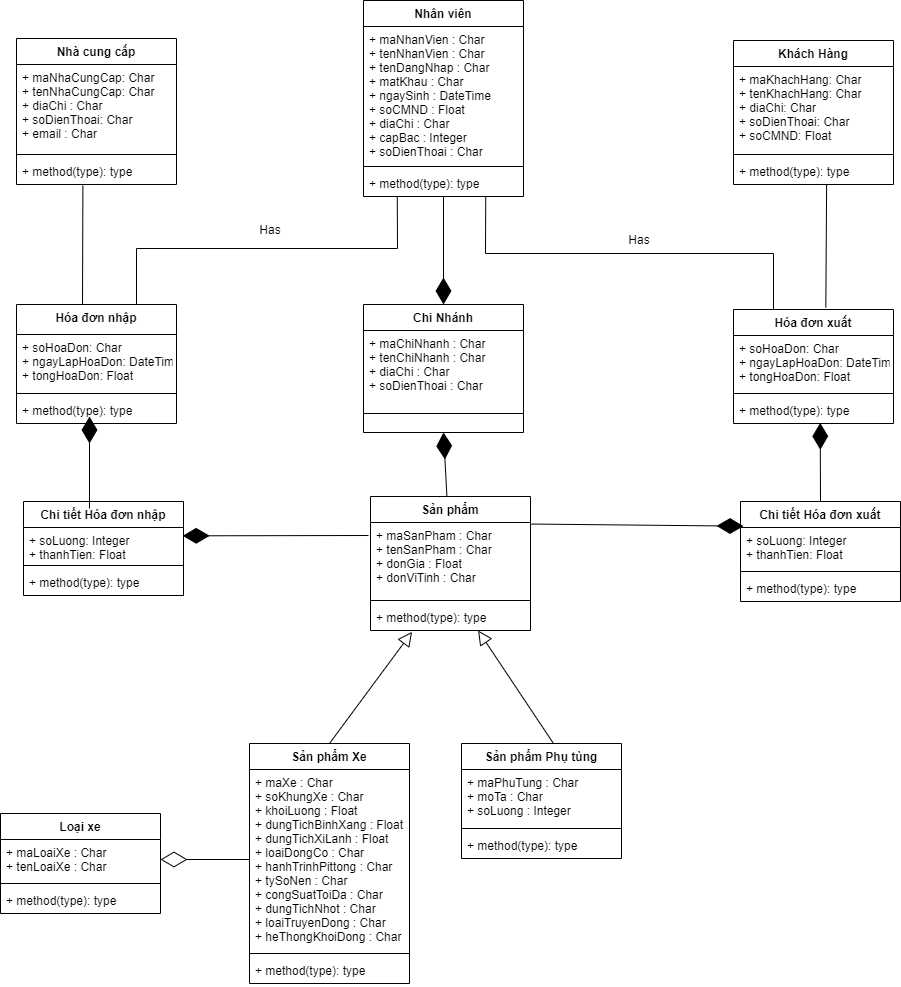 Nhân viên
+ maNhanVien : Char
+ tenNhanVien : Char
+ tenDangNhap : Char
+ matKhau : Char
+ ngaySinh : DateTime
+ soCMND : Float
+ diaChi : Char
+ capBac : Integer
+ soDienThoai : Char
+ method(type): type
Nhà cung cấp
+ maNhaCungCap: Char
+ tenNhaCungCap: Char
+ diaChi : Char
+ soDienThoai: Char
+ email : Char
+ method(type): type
Khách Hàng
+ maKhachHang: Char
+ tenKhachHang: Char
+ diaChi: Char
+ soDienThoai: Char
+ soCMND: Float
+ method(type): type
Has
Has
Hóa đơn nhập
+ soHoaDon: Char
+ ngayLapHoaDon: DateTim
+ tongHoaDon: Float
+ method(type): type
Chi Nhánh
+ maChiNhanh : Char
+ tenChiNhanh : Char
+ diaChi : Char
+ soDienThoai : Char
Hóa đơn xuất
+ soHoaDon: Char
+ ngayLapHoaDon: DateTim
+ tongHoaDon: Float
+ method(type): type
Chi tiết Hóa đơn nhập
+ soLuong: Integer
+ thanhTien: Float
+ method(type): type
Sản phẩm
+ maSanPham : Char
+ tenSanPham : Char
+ donGia : Float
+ donViTinh : Char
+ method(type): type
Chi tiết Hóa đơn xuất
+ soLuong: Integer
+ thanhTien: Float
+ method(type): type
Sản phẩm Xe
+ maXe : Char
+ soKhungXe : Char
+ khoiLuong : Float
+ dungTichBinhXang : Float
+ dungTichXiLanh : Float
+ loaiDongCo : Char
+ hanhTrinhPittong : Char
+ tySoNen : Char
+ congSuatToiDa : Char
+ dungTichNhot : Char
+ loaiTruyenDong : Char
+ heThongKhoiDong : Char
+ method(type): type
Sản phẩm Phụ tùng
+ maPhuTung : Char
+ moTa : Char
+ soLuong : Integer
+ method(type): type
Loại xe
+ maLoaiXe : Char
+ tenLoaiXe : Char
+ method(type): type